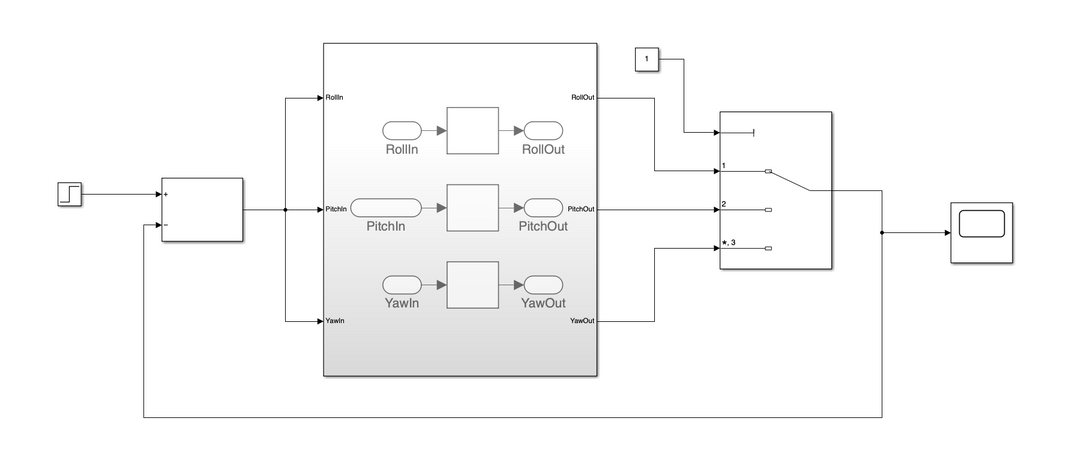 1
RollIn
RollOut
RollIn
RollOut
1
+
−
PitchIn
PitchOut
2
PitchIn
PitchOut
*, 3
YawIn
YawOut
YawIn
YawOut